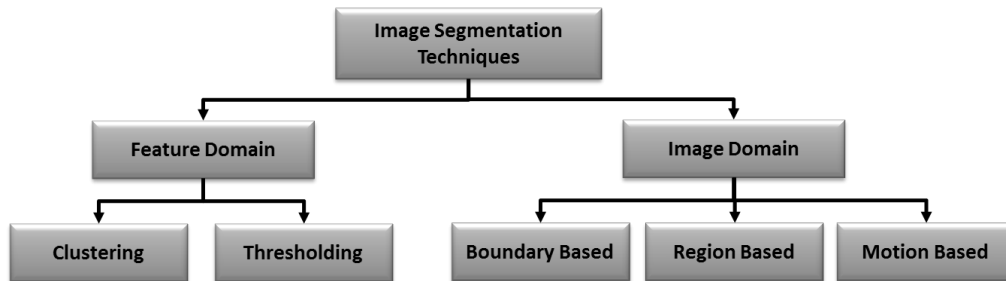 Image Segmentation
Techniques
Feature Domain
Image Domain
Clustering
Thresholding
Boundary Based
Region Based
Motion Based